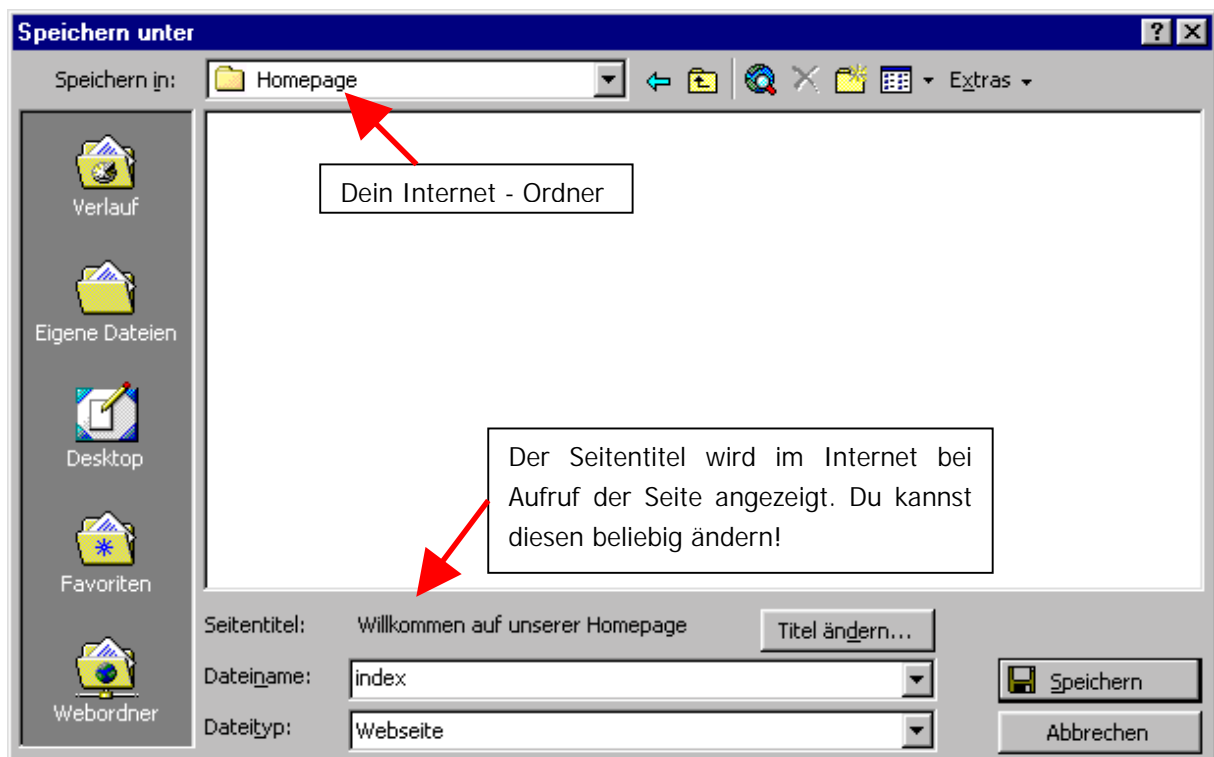 Speichern unter
Speichern in: Homepage Extras
Dein Internet - Ordner
Verlauf
Eigene Dateien
Desktop
Favoriten
Webordner
Der Seitentitel wird im Internet bei
Aufruf der Seite angezeigt. Du kannst
diesen beliebig ändern!
Seitentitel: Willkommen auf unserer Homepage Titel ändern...
Dateiname: index Speichern
Dateityp: Webseite Abbrechen